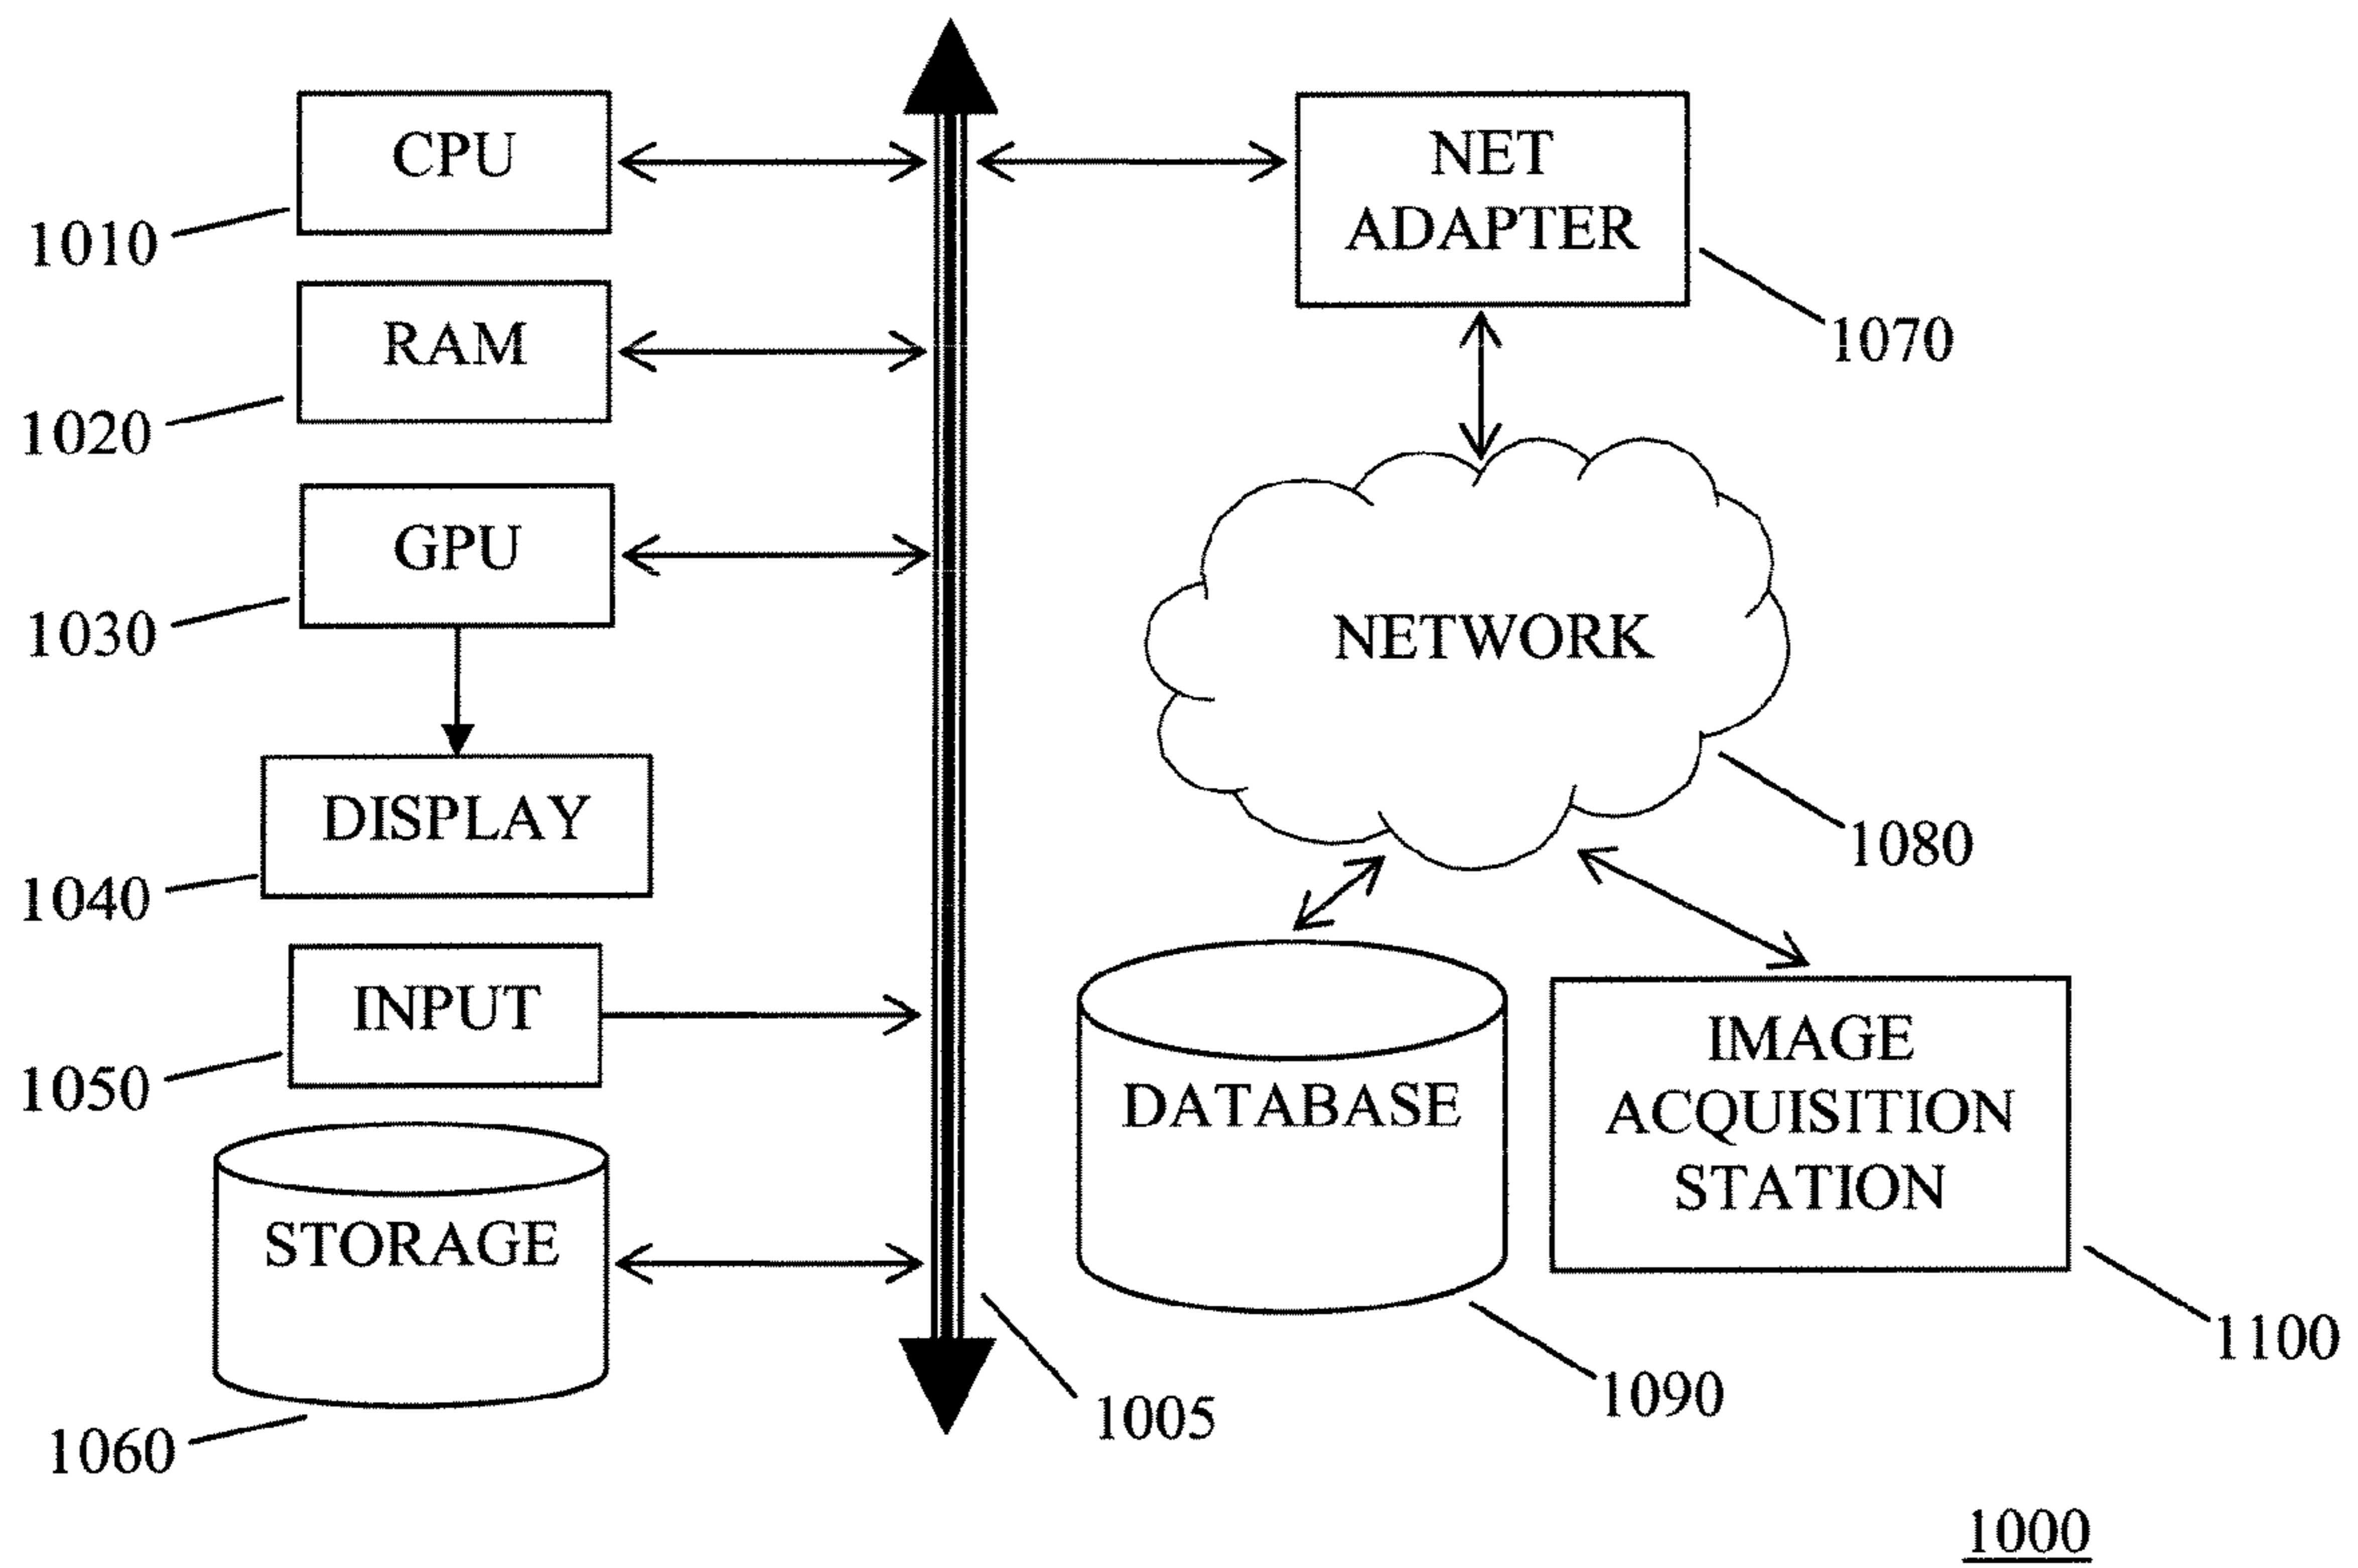 CPU
1010
RAM
1020
GPU
1030
DISPLAY
1040
INPUT
1050
STORAGE
1060
1005
NET
ADAPTER
1070
NETWORK
1080
DATABASE
1090
IMAGE
ACQUISITION
STATION
1100
1000